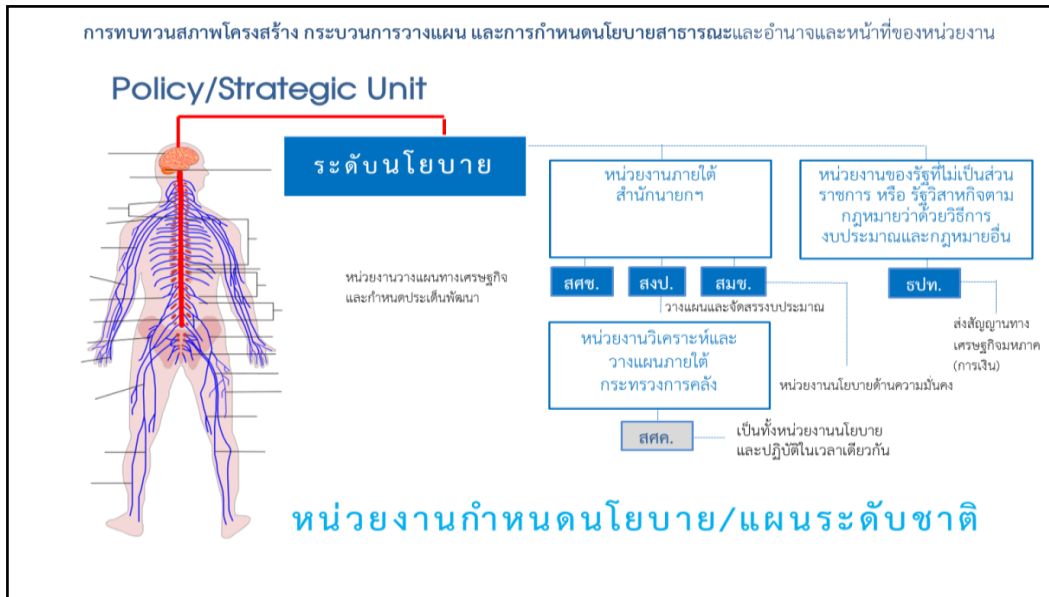 การทบทวนสภาพโครงสร้าง กระบวนการวางแผน และการกำหนดนโยบายสาธารณะและอำนาจและหน้าที่ของหน่วยงาน
Policy/Strategic Unit
ระดับนโยบาย
หน่วยงานภายใต้
สำนักนายกฯ
หน่วยงานของรัฐที่ไม่เป็นส่วน
ราชการ หรือ รัฐวิสาหกิจตาม
กฎหมายว่าด้วยวิธีการ
งบประมาณและกฎหมายอื่น
หน่วยงานวางแผนทางเศรษฐกิจ
และกำหนดประเด็นพัฒนา
สศช.
สงป.
สมช.
ธปท.
วางแผนและจัดสรรงบประมาณ
ส่งสัญญานทาง
เศรษฐกิจมหภาค
(การเงิน)
หน่วยงานวิเคราะห์และ
วางแผนภายใต้
กระทรวงการคลัง
หน่วยงานนโยบายด้านความมั่นคง
สศค.
เป็นทั้งหน่วยงานนโยบาย
และปฏิบัติในเวลาเดียวกัน
หน่วยงานกำหนดนโยบาย/แผนระดับชาติ